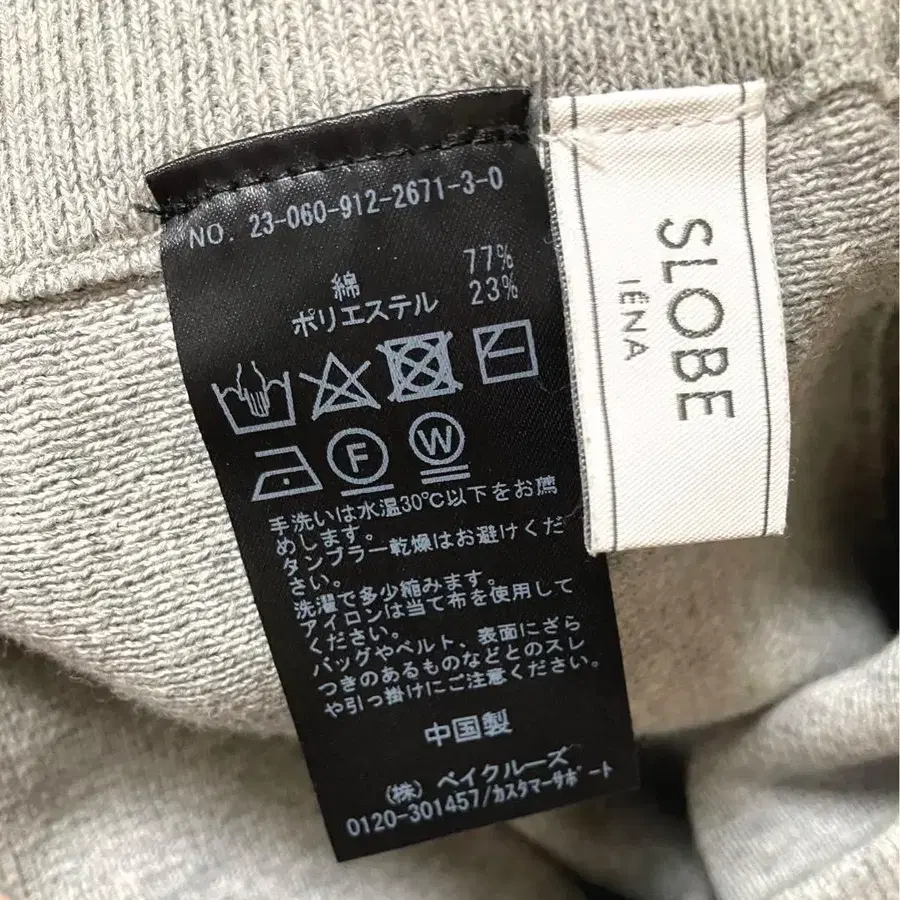 NO. 23-060-912-2671-3-0
綿 77%
ポリエステル 23%
F W
手洗いは水温30℃以下をお薦
めします。
タンブラー乾燥はお避けくだ
さい。
洗濯で多少縮みます。
アイロンは当て布を使用して
ください。
バッグやベルト、表面にざら
つきのあるものなどとのスレ
や引っ掛けにご注意ください。
中国製
(株) ベイクルーズ
0120-301457/カスタマーサポート
SLOBE
IÉNA